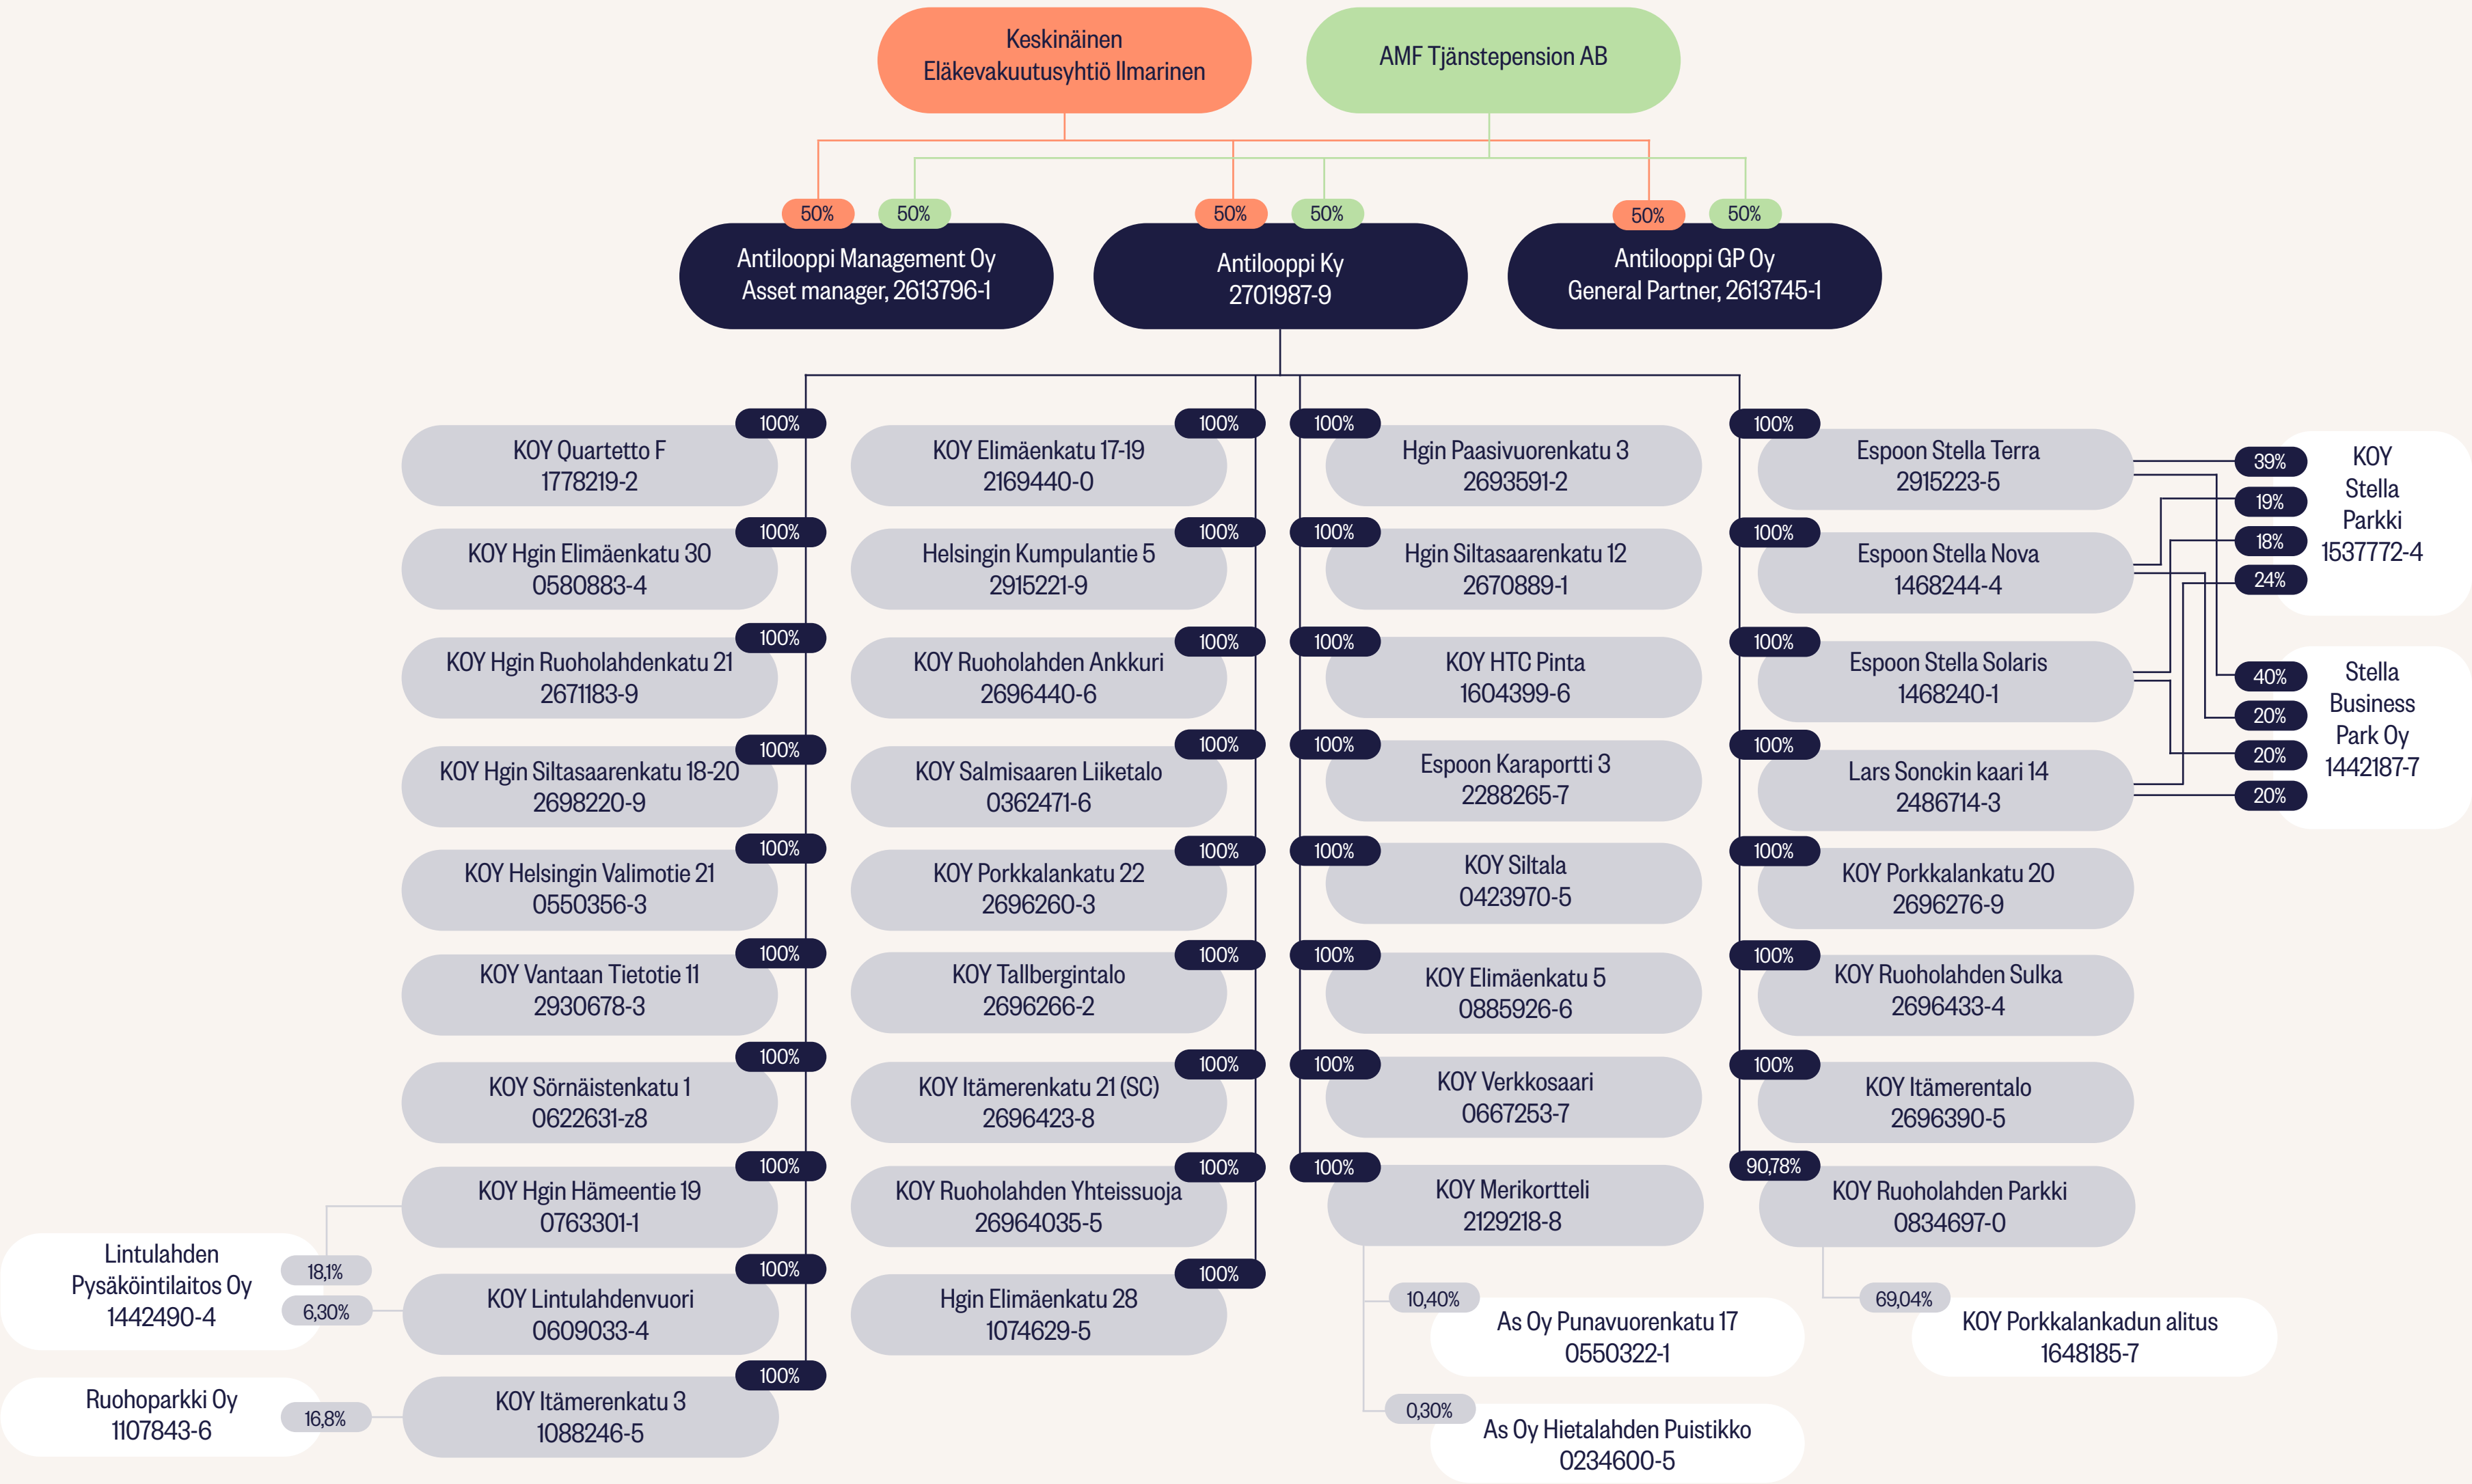 Keskinäinen
Eläkevakuutusyhtiö Ilmarinen
AMF Tjänstepension AB
50%
50%
50%
50%
50%
50%
Antilooppi Management Oy
Asset manager, 2613796-1
Antilooppi Ky
2701987-9
Antilooppi GP Oy
General Partner, 2613745-1
100%
KOY Quartetto F
1778219-2
100%
KOY Hgin Elimäenkatu 30
0580883-4
100%
KOY Hgin Ruoholahdenkatu 21
2671183-9
100%
KOY Hgin Siltasaarenkatu 18-20
2698220-9
100%
KOY Helsingin Valimotie 21
0550356-3
100%
KOY Vantaan Tietotie 11
2930678-3
100%
KOY Sörnäistenkatu 1
0622631-z8
100%
KOY Hgin Hämeentie 19
0763301-1
100%
KOY Lintulahdenvuori
0609033-4
100%
KOY Itämerenkatu 3
1088246-5
Lintulahden
Pysäköintilaitos Oy
1442490-4
18,1%
6,30%
Ruohoparkki Oy
1107843-6
16,8%
100%
KOY Elimäenkatu 17-19
2169440-0
100%
Helsingin Kumpulantie 5
2915221-9
100%
KOY Ruoholahden Ankkuri
2696440-6
100%
KOY Salmisaaren Liiketalo
0362471-6
100%
KOY Porkkalankatu 22
2696260-3
100%
KOY Tallbergintalo
2696266-2
100%
KOY Itämerenkatu 21 (SC)
2696423-8
100%
KOY Ruoholahden Yhteissuoja
26964035-5
100%
Hgin Elimäenkatu 28
1074629-5
100%
Hgin Paasivuorenkatu 3
2693591-2
100%
Hgin Siltasaarenkatu 12
2670889-1
100%
KOY HTC Pinta
1604399-6
100%
Espoon Karaportti 3
2288265-7
100%
KOY Siltala
0423970-5
100%
KOY Elimäenkatu 5
0885926-6
100%
KOY Verkkosaari
0667253-7
100%
KOY Merikortteli
2129218-8
10,40%
As Oy Punavuorenkatu 17
0550322-1
0,30%
As Oy Hietalahden Puistikko
0234600-5
100%
Espoon Stella Terra
2915223-5
100%
Espoon Stella Nova
1468244-4
100%
Espoon Stella Solaris
1468240-1
100%
Lars Sonckin kaari 14
2486714-3
100%
KOY Porkkalankatu 20
2696276-9
100%
KOY Ruoholahden Sulka
2696433-4
100%
KOY Itämerentalo
2696390-5
90,78%
KOY Ruoholahden Parkki
0834697-0
69,04%
KOY Porkkalankadun alitus
1648185-7
39%
19%
18%
24%
KOY
Stella
Parkki
1537772-4
40%
20%
20%
20%
Stella
Business
Park Oy
1442187-7